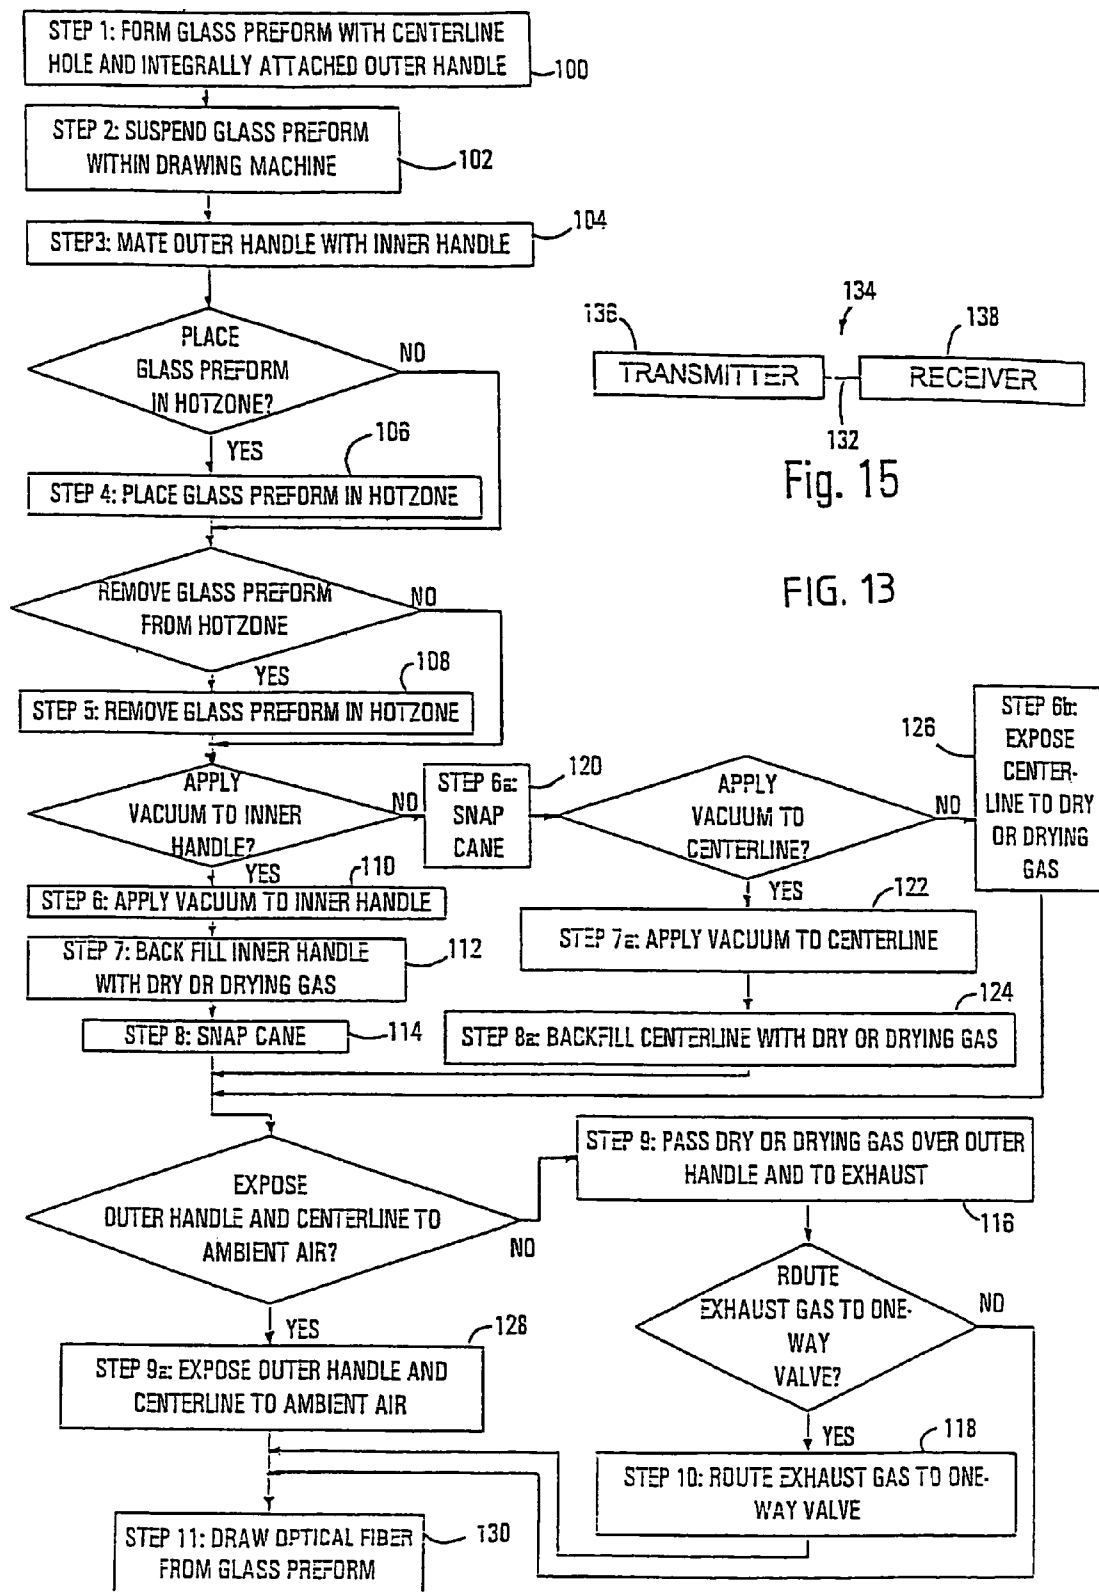 STEP 1: FORM GLASS PREFORM WITH CENTERLINE
HOLE AND INTEGRALLY ATTACHED OUTER HANDLE
100
STEP 2: SUSPEND GLASS PREFORM
WITHIN DRAWING MACHINE
102
104
STEP3: MATE OUTER HANDLE WITH INNER HANDLE
PLACE
GLASS PREFORM
IN HOTZONE?
NO
YES
106
STEP 4: PLACE GLASS PREFORM IN HOTZONE
134
136
138
TRANSMITTER
RECEIVER
132
Fig. 15
FIG. 13
REMOVE GLASS PREFORM
FROM HOTZONE
NO
YES
108
STEP 5: REMOVE GLASS PREFORM IN HOTZONE
APPLY
VACUUM TO INNER
HANDLE?
NO
YES
120
STEP 6a:
SNAP
CANE
APPLY
VACUUM TO
CENTERLINE?
NO
YES
126
STEP 6b:
EXPOSE
CENTER-
LINE TO DRY
OR DRYING
GAS
110
STEP 6: APPLY VACUUM TO INNER HANDLE
STEP 7: BACK FILL INNER HANDLE
WITH DRY OR DRYING GAS
112
STEP 8: SNAP CANE
114
122
STEP 7a: APPLY VACUUM TO CENTERLINE
124
STEP 8a: BACKFILL CENTERLINE WITH DRY OR DRYING GAS
EXPOSE
OUTER HANDLE AND CENTERLINE TO
AMBIENT AIR?
NO
YES
STEP 9: PASS DRY OR DRYING GAS OVER OUTER
HANDLE AND TO EXHAUST
116
ROUTE
EXHAUST GAS TO ONE-
WAY
VALVE?
NO
YES
128
STEP 9a: EXPOSE OUTER HANDLE AND
CENTERLINE TO AMBIENT AIR
118
STEP 10: ROUTE EXHAUST GAS TO ONE-
WAY VALVE
STEP 11: DRAW OPTICAL FIBER
FROM GLASS PREFORM
130